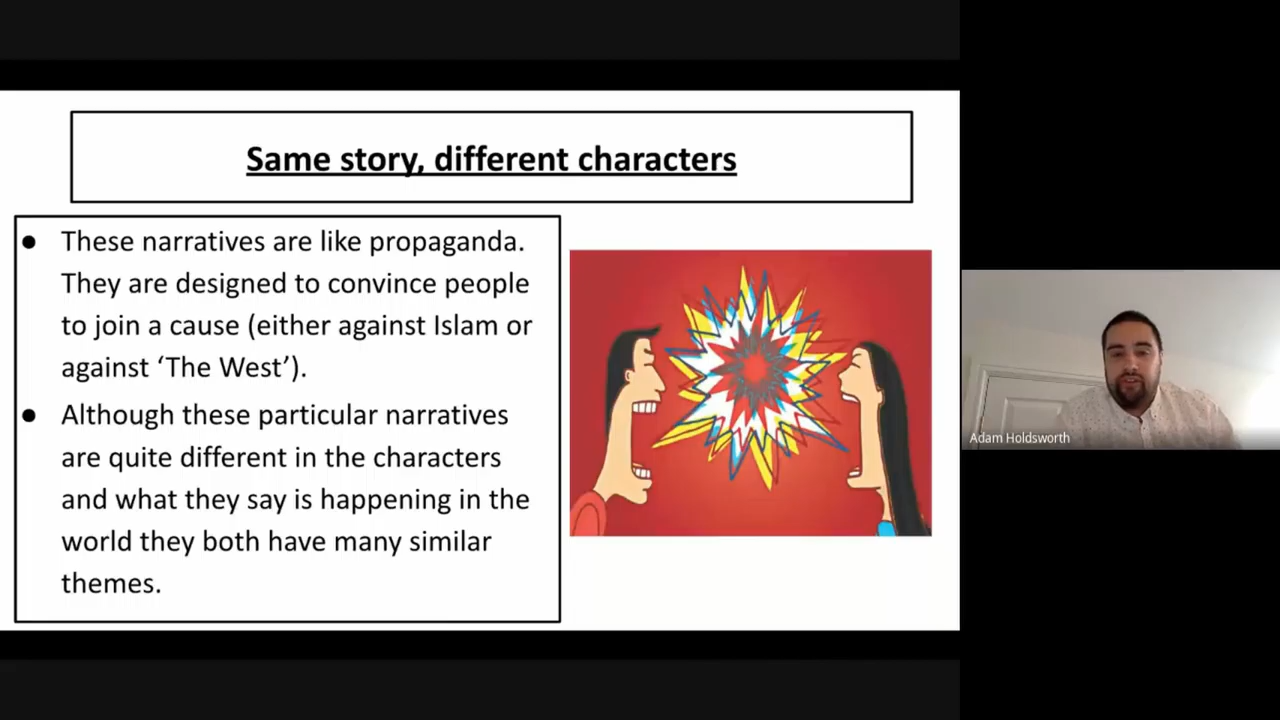 Same story, different characters
● These narratives are like propaganda.
They are designed to convince people
to join a cause (either against Islam or
against ‘The West’).
● Although these particular narratives
are quite different in the characters
and what they say is happening in the
world they both have many similar
themes.
Adam Holdsworth